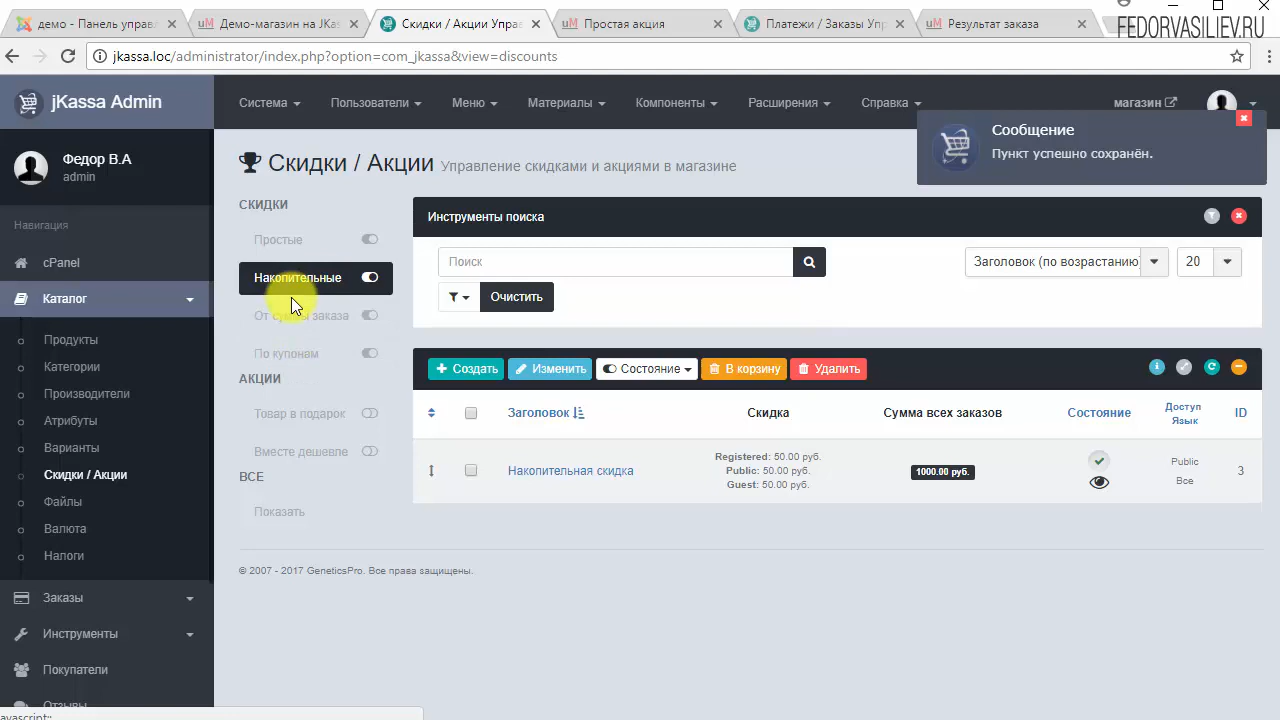 демо - Панель управ
Демо-магазин на JKas
Скидки / Акции Упра
Простая акция
Платежи / Заказы Уп
Результат заказа
FEDORVASILIEV.RU
jkassa.loc/administrator/index.php?option=com_jkassa&view=discounts
jKassa Admin
Система
Пользователи
Меню
Материалы
Компоненты
Расширения
Справка
магазин
Федор В.А
admin
Сообщение
Пункт успешно сохранён.
Скидки / Акции Управление скидками и акциями в магазине
Навигация
cPanel
Каталог
Продукты
Категории
Производители
Атрибуты
Варианты
Скидки / Акции
Файлы
Валюта
Налоги
Заказы
Инструменты
Покупатели
Отзывы
СКИДКИ
Простые
Накопительные
От суммы заказа
По купонам
АКЦИИ
Товар в подарок
Вместе дешевле
ВСЕ
Показать
Инструменты поиска
Поиск
Заголовок (по возрастанию)
20
Очистить
Создать
Изменить
Состояние
В корзину
Удалить
Заголовок
Скидка
Сумма всех заказов
Состояние
Доступ
Язык
ID
Накопительная скидка
Registered: 50.00 руб.
Public: 50.00 руб.
Guest: 50.00 руб.
1000.00 руб.
Public
Все
3
© 2007 - 2017 GeneticsPro. Все права защищены.
avascript:;